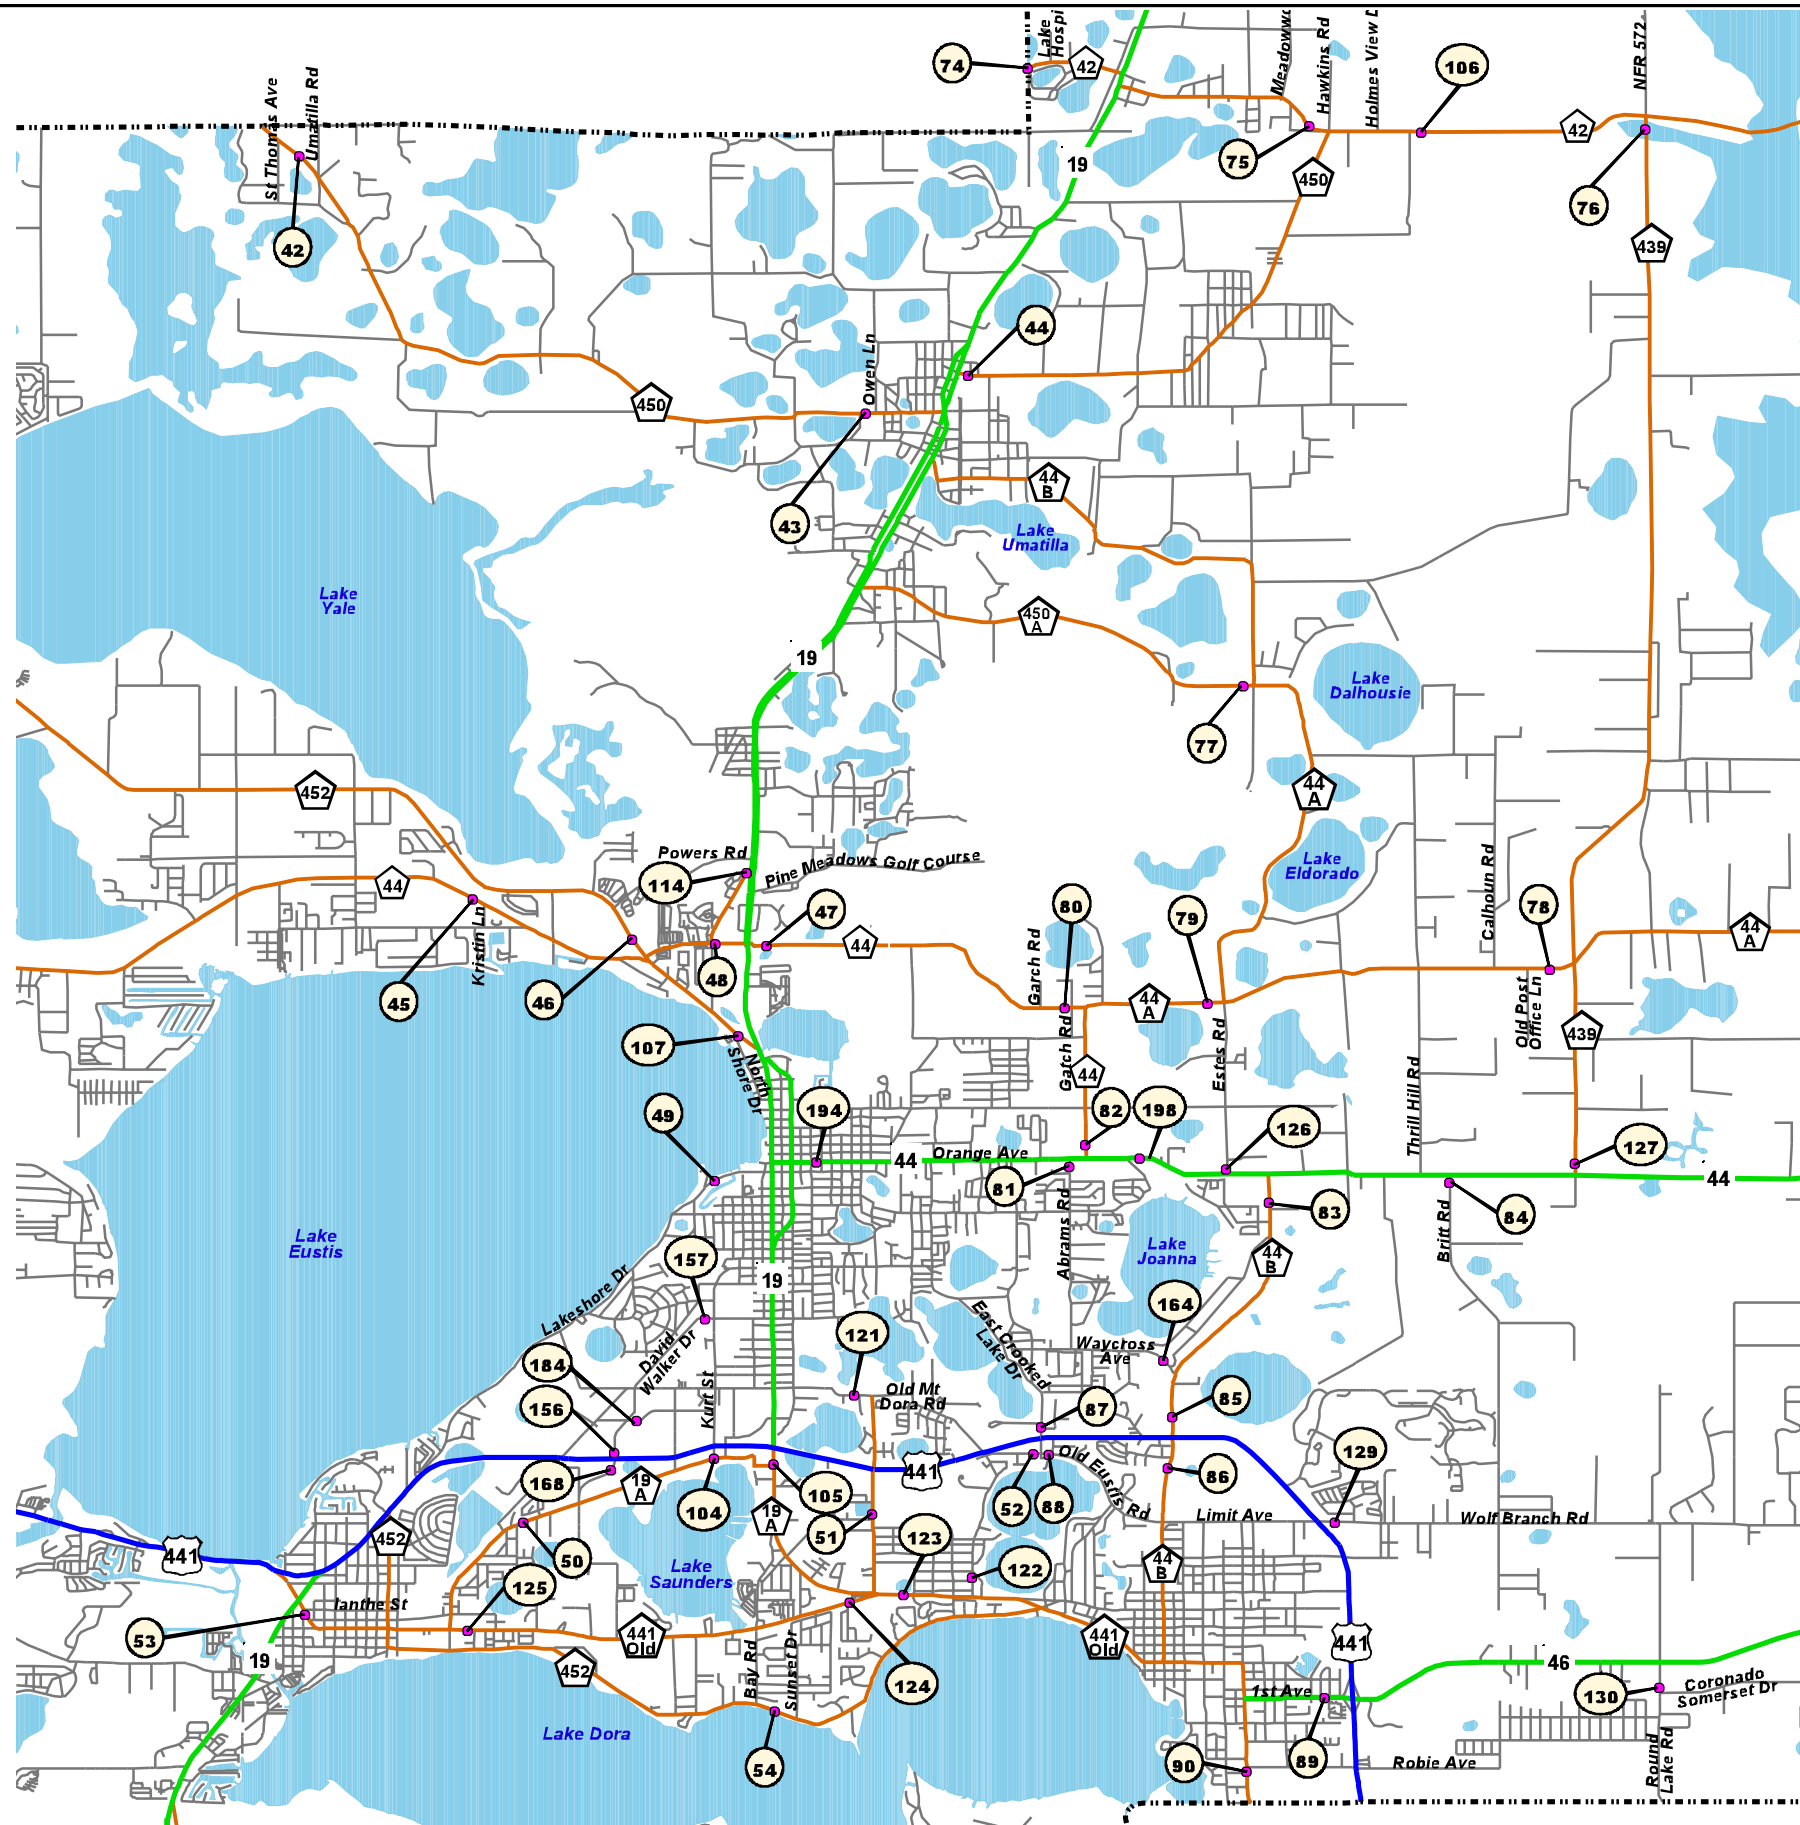 Lake
Hospi
Meadowwo
Hawkins Rd
Holmes View D
NFR 572
74
42
106
St Thomas Ave
Umatilla Rd
75
42
19
450
76
42
439
44
Owen Ln
450
44
B
43
Lake
Umatilla
Lake
Yale
450
A
19
Lake
Dalhousie
77
452
44
A
Powers Rd
Pine Meadows Golf Course
Lake
Eldorado
Calhoun Rd
44
114
47
80
79
78
Kristin Ln
44
Garch Rd
44
A
45
46
48
44
A
Old Post
Office Ln
439
107
North
Shore Dr
Gatch Rd
44
Estes Rd
Thrill Hill Rd
49
194
82
198
126
127
44
Orange Ave
44
81
83
84
Lake
Eustis
Abrams Rd
Lake
Joanna
44
B
Britt Rd
157
19
Lakeshore Dr
164
121
East Crooked
Lake Dr
Waycross
Ave
David
Walker Dr
184
Kurt St
Old Mt
Dora Rd
85
156
87
129
441
Old Eustis Rd
168
19
A
104
105
86
52
88
19
A
51
Limit Ave
Wolf Branch Rd
452
441
123
50
Lake
Saunders
122
44
B
125
Ianthe St
53
441
Old
441
Old
441
19
452
Bay Rd
Sunset Dr
46
124
1st Ave
130
Coronado
Somerset Dr
Lake Dora
54
90
89
Robie Ave
Round
Lake Rd